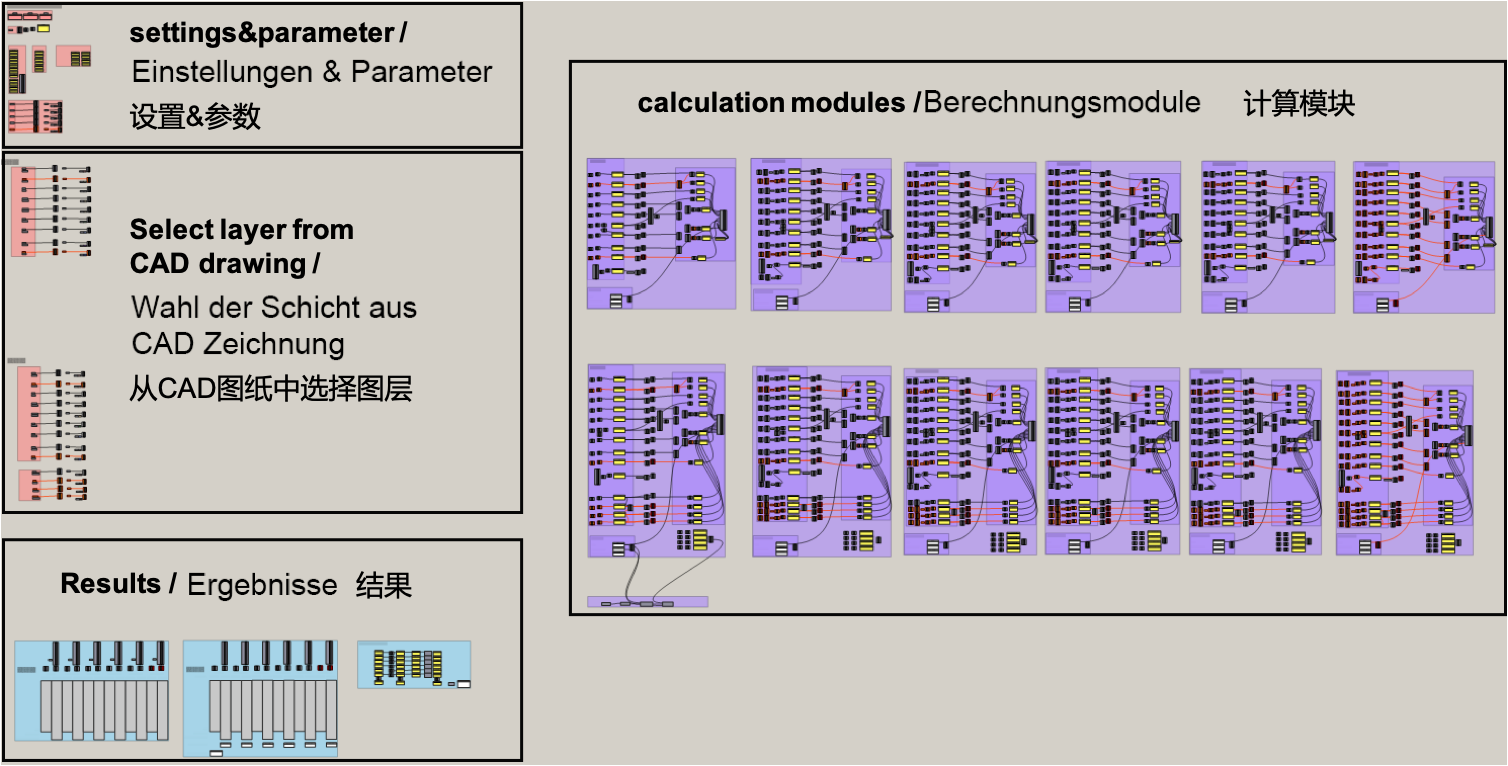 settings&parameter /
Einstellungen & Parameter
设置&参数
Select layer from
CAD drawing /
Wahl der Schicht aus
CAD Zeichnung
从CAD图纸中选择图层
Results / Ergebnisse 结果
calculation modules /Berechnungsmodule 计算模块